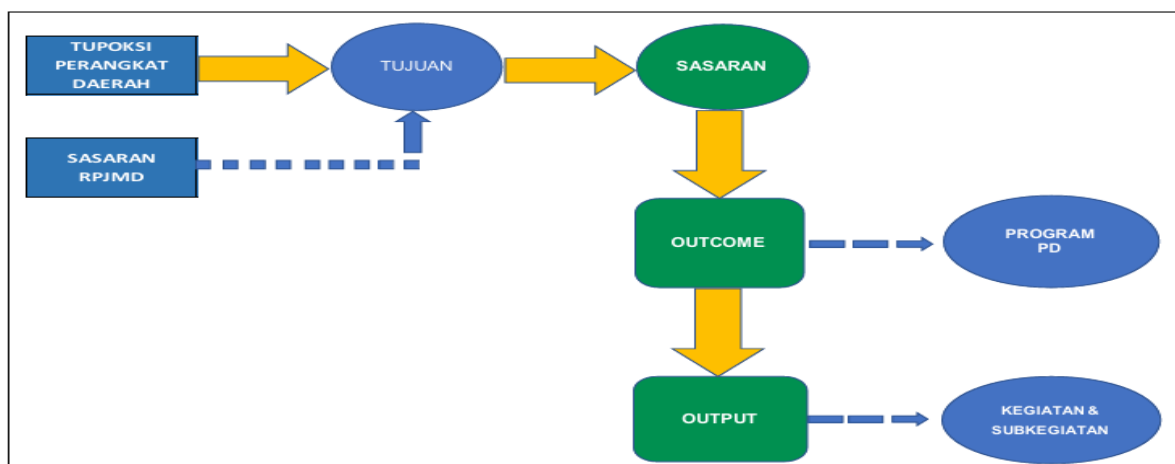 TUPOKSI
PERANGKAT
DAERAH
TUJUAN
SASARAN
SASARAN
RPJMD
OUTCOME
PROGRAM
PD
OUTPUT
KEGIATAN &
SUBKEGIATAN